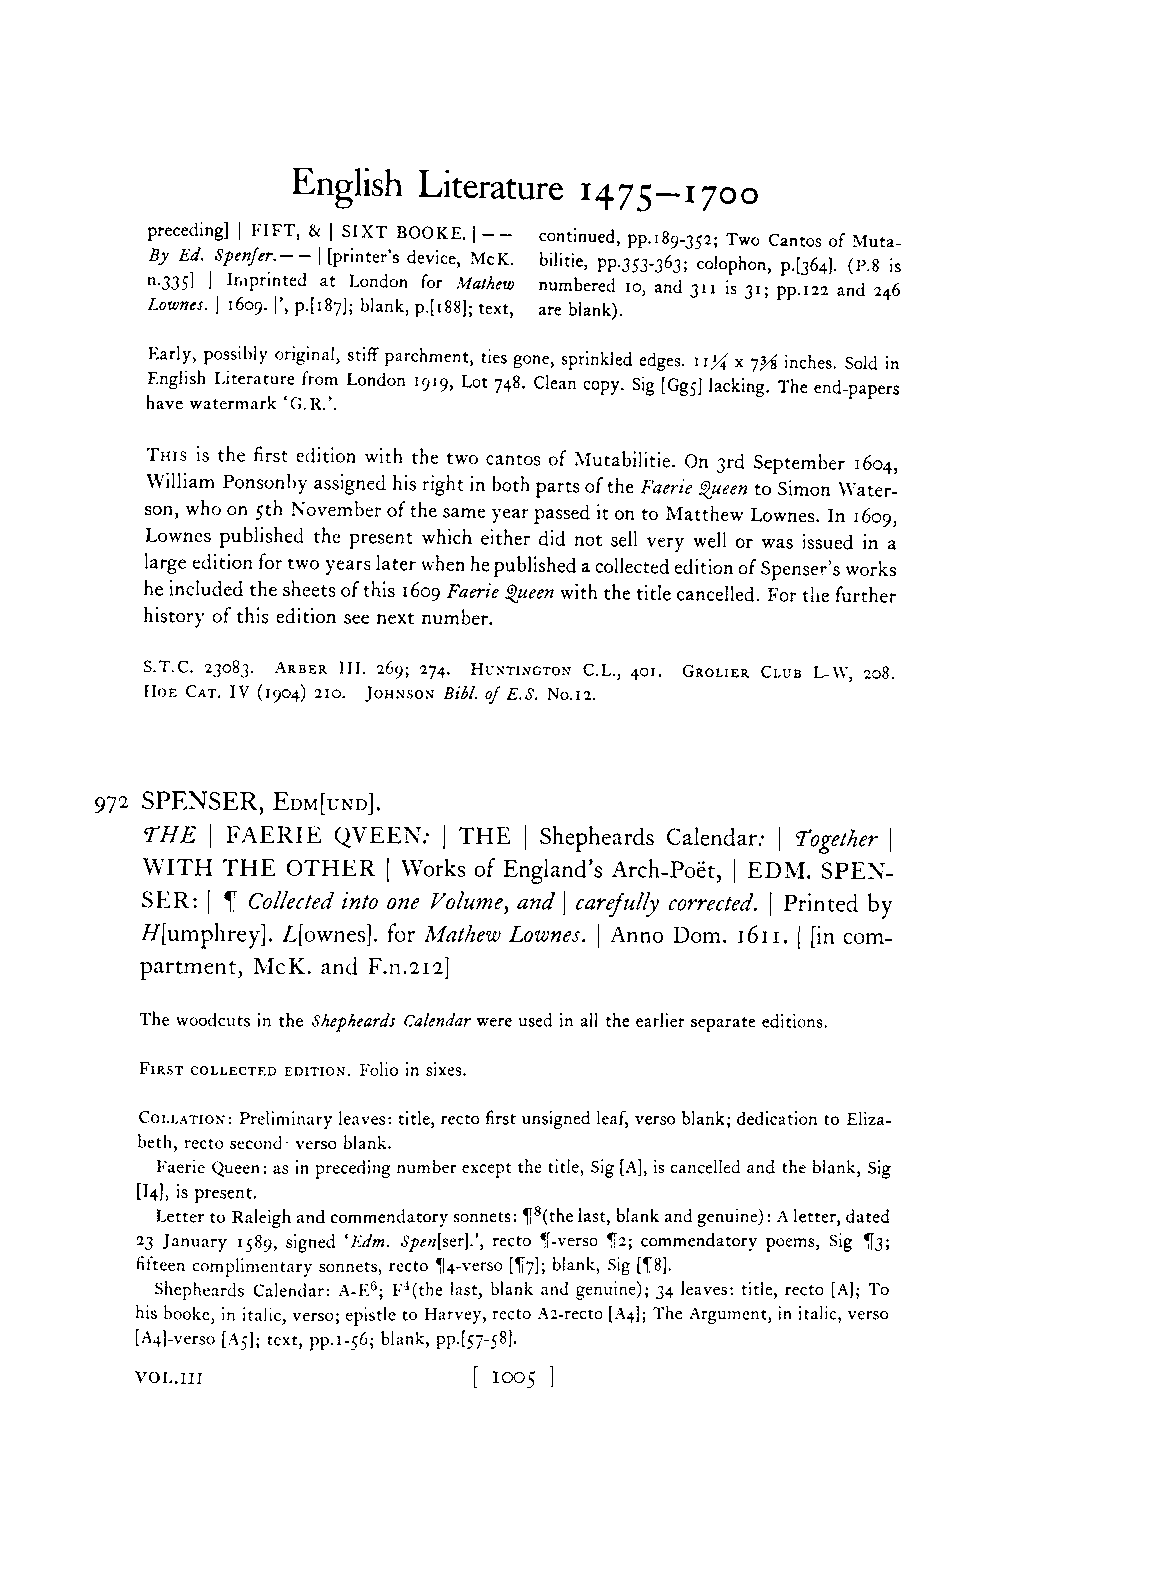 English Literature 1475—1700
preceding] | FIFT, & | SIXT BOOKE. | — —
By Ed. Spenſer.— — | [printer's device, McK.
n.335] | Imprinted at London for Mathew
Lownes. | 1609. |', p.[187]; blank, p.[188]; text,
continued, pp.189-352; Two Cantos of Muta-
bilitie, pp.353-363; colophon, p.[364]. (P.8 is
numbered 10, and 311 is 31; pp.122 and 246
are blank).
Early, possibly original, stiff parchment, ties gone, sprinkled edges. 11¼ x 7⅜ inches. Sold in
English Literature from London 1919, Lot 748. Clean copy. Sig [Gg5] lacking. The end-papers
have watermark 'G.R.'.
THIS is the first edition with the two cantos of Mutabilitie. On 3rd September 1604,
William Ponsonby assigned his right in both parts of the Faerie Queen to Simon Water-
son, who on 5th November of the same year passed it on to Matthew Lownes. In 1609,
Lownes published the present which either did not sell very well or was issued in a
large edition for two years later when he published a collected edition of Spenser's works
he included the sheets of this 1609 Faerie Queen with the title cancelled. For the further
history of this edition see next number.
S.T.C. 23083. ARBER III. 269; 274. HUNTINGTON C.L., 401. GROLIER CLUB L-W, 208.
HOE CAT. IV (1904) 210. JOHNSON Bibl. of E.S. No.12.
972 SPENSER, EDM[UND].
THE | FAERIE QVEEN: | THE | Shepheards Calendar: | Together |
WITH THE OTHER | Works of England's Arch-Poët, | EDM. SPEN-
SER: | ¶ Collected into one Volume, and | carefully corrected. | Printed by
H[umphrey]. L[ownes]. for Mathew Lownes. | Anno Dom. 1611. | [in com-
partment, McK. and F.n.212]
The woodcuts in the Shepheards Calendar were used in all the earlier separate editions.
FIRST COLLECTED EDITION. Folio in sixes.
COLLATION: Preliminary leaves: title, recto first unsigned leaf, verso blank; dedication to Eliza-
beth, recto second- verso blank.
Faerie Queen: as in preceding number except the title, Sig [A], is cancelled and the blank, Sig
[I4], is present.
Letter to Raleigh and commendatory sonnets: ¶⁸(the last, blank and genuine): A letter, dated
23 January 1589, signed 'Edm. Spen[ser].', recto ¶-verso ¶2; commendatory poems, Sig ¶3;
fifteen complimentary sonnets, recto ¶4-verso [¶7]; blank, Sig [¶8].
Shepheards Calendar: A-E⁶; F⁴(the last, blank and genuine); 34 leaves: title, recto [A]; To
his booke, in italic, verso; epistle to Harvey, recto A2-recto [A4]; The Argument, in italic, verso
[A4]-verso [A5]; text, pp.1-56; blank, pp.[57-58].
VOL.III [ 1005 ]